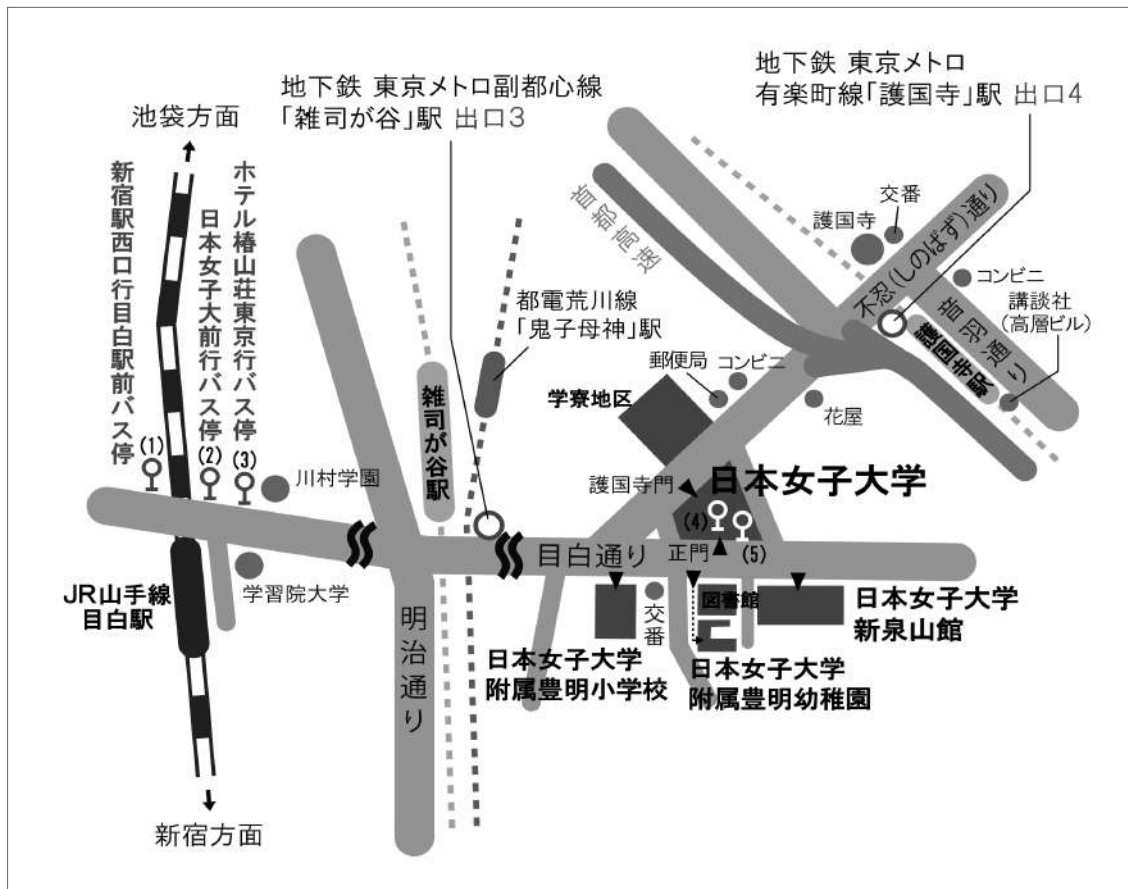 地下鉄 東京メトロ副都心線
「雑司が谷」駅 出口3
地下鉄 東京メトロ
有楽町線「護国寺」駅 出口4
池袋方面
新宿駅西口行目白駅前バス停
(1)
日本女子大前行バス停
(2)
ホテル椿山荘東京行バス停
(3)
川村学園
学習院大学
JR山手線
目白駅
新宿方面
明治通り
雑司が谷駅
都電荒川線
「鬼子母神」駅
首都高速
護国寺
交番
不忍(しのばず)通り
コンビニ
音羽通り
講談社
(高層ビル)
護国寺駅
郵便局
コンビニ
学寮地区
花屋
護国寺門
日本女子大学
(4)
(5)
目白通り
正門
交番
図書館
日本女子大学
附属豊明小学校
日本女子大学
附属豊明幼稚園
日本女子大学
新泉山館